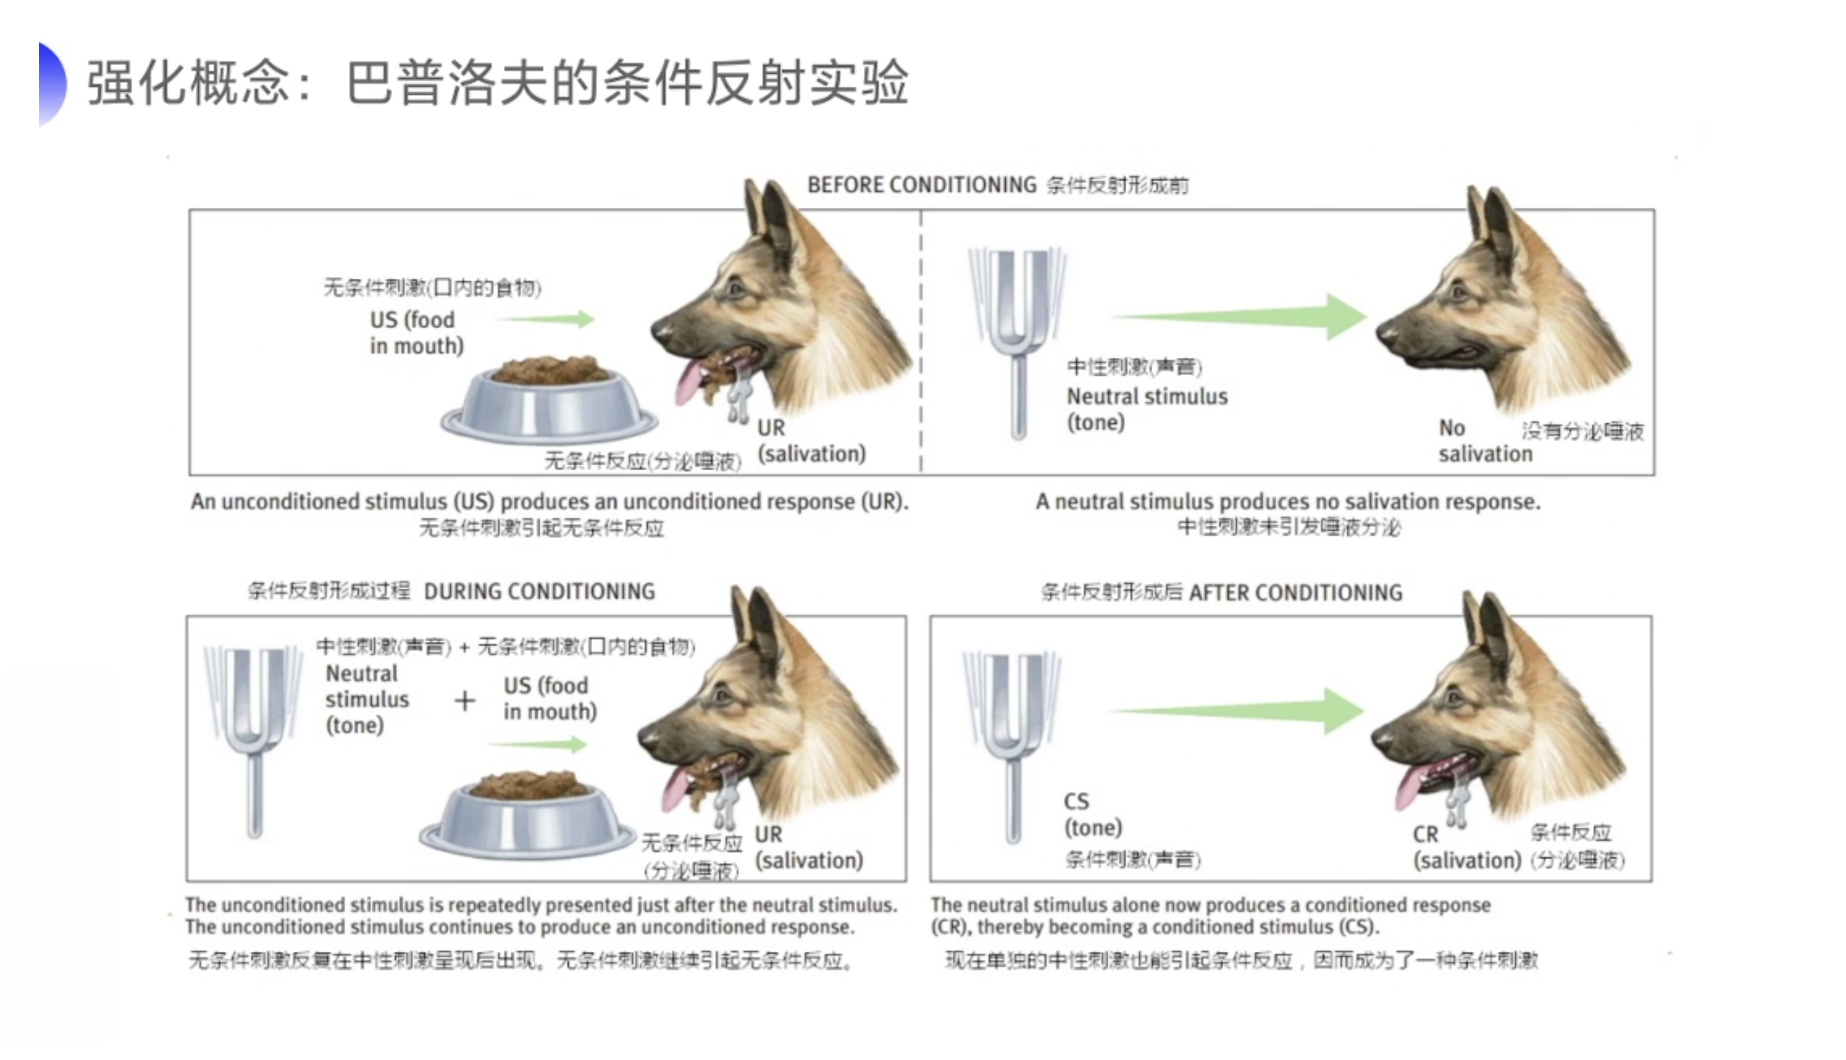 强化概念：巴普洛夫的条件反射实验
BEFORE CONDITIONING 条件反射形成前
无条件刺激(口内的食物)
US (food
in mouth)
UR
(salivation)
无条件反应(分泌唾液)
中性刺激(声音)
Neutral stimulus
(tone)
No
salivation
没有分泌唾液
An unconditioned stimulus (US) produces an unconditioned response (UR).
无条件刺激引起无条件反应
A neutral stimulus produces no salivation response.
中性刺激未引发唾液分泌
条件反射形成过程 DURING CONDITIONING
中性刺激(声音) + 无条件刺激(口内的食物)
Neutral
stimulus
(tone)
+
US (food
in mouth)
无条件反应
(分泌唾液)
UR
(salivation)
The unconditioned stimulus is repeatedly presented just after the neutral stimulus.
The unconditioned stimulus continues to produce an unconditioned response.
无条件刺激反复在中性刺激呈现后出现。无条件刺激继续引起无条件反应。
条件反射形成后 AFTER CONDITIONING
CS
(tone)
条件刺激(声音)
CR
(salivation)
条件反应
(分泌唾液)
The neutral stimulus alone now produces a conditioned response
(CR), thereby becoming a conditioned stimulus (CS).
现在单独的中性刺激也能引起条件反应，因而成为了一种条件刺激